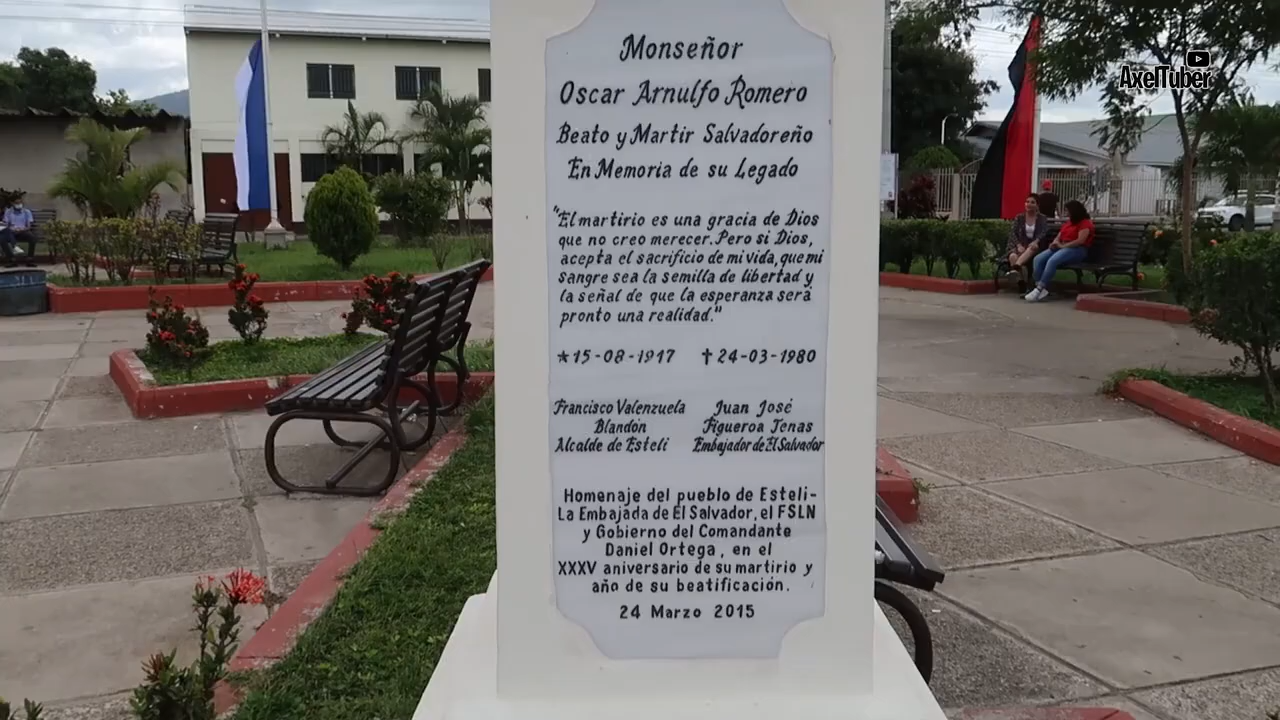 AxelTuber
Monseñor
Oscar Arnulfo Romero
Beato y Martir Salvadoreño
En Memoria de su Legado
"El martirio es una gracia de Dios
que no creo merecer. Pero si Dios,
acepta el sacrificio de mi vida, que mi
sangre sea la semilla de libertad y
la señal de que la esperanza será
pronto una realidad."
★15-08-1917 ✝24-03-1980
Francisco Valenzuela
Blandón
Alcalde de Estelí
Juan José
Figueroa Tenas
Embajador de El Salvador
Homenaje del pueblo de Esteli-
La Embajada de El Salvador, el FSLN
y Gobierno del Comandante
Daniel Ortega, en el
XXXV aniversario de su martirio y
año de su beatificación.
24 Marzo 2015